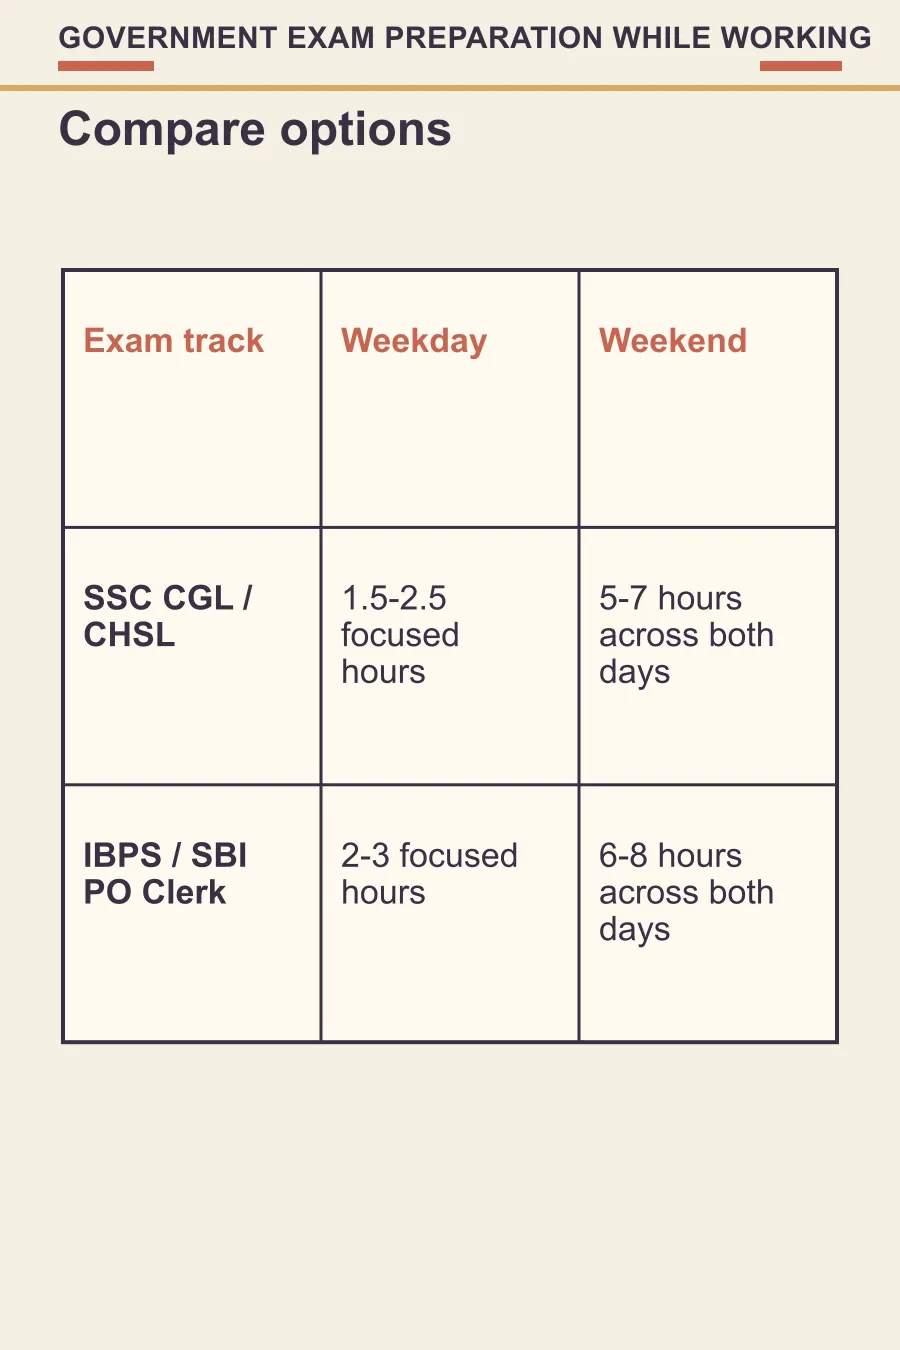 GOVERNMENT EXAM PREPARATION WHILE WORKING
Compare options
Exam track
Weekday
Weekend
SSC CGL /
CHSL
1.5-2.5
focused
hours
5-7 hours
across both
days
IBPS / SBI
PO Clerk
2-3 focused
hours
6-8 hours
across both
days